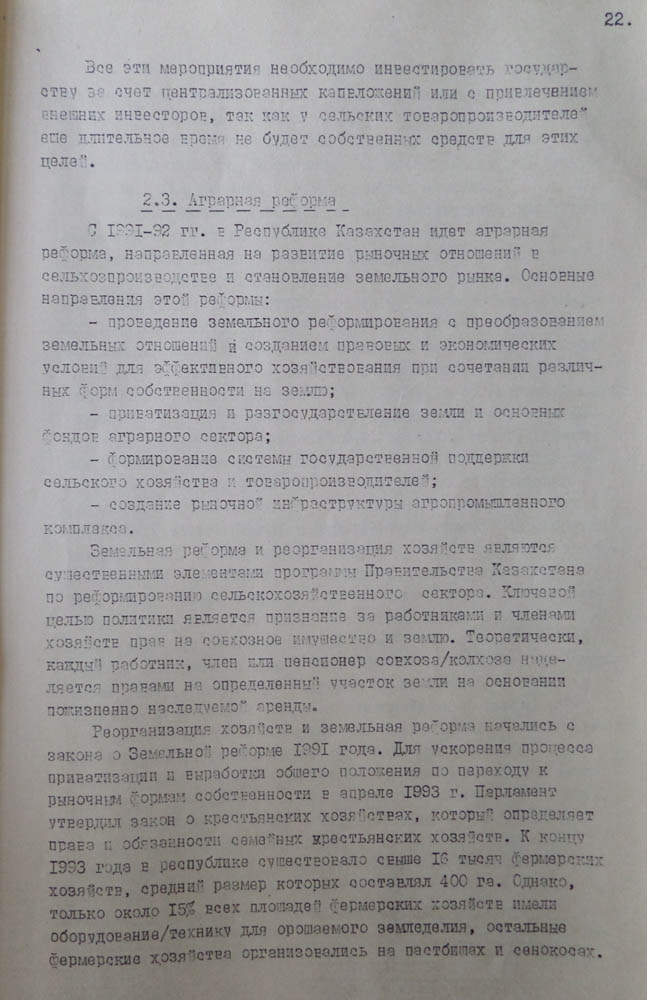 22.
Все эти мероприятия необходимо инвестировать государ-
ству за счет централизованных капвложений или с привлечением
внешних инвесторов, так как у сельских товаропроизводителей
еще длительное время не будет собственных средств для этих
целей.
2.3. Аграрная реформа
С 1991-92 гг. в Республике Казахстан идет аграрная
реформа, направленная на развитие рыночных отношений в
сельхозпроизводстве и становление земельного рынка. Основные
направления этой реформы:
- проведение земельного реформирования с преобразованием
земельных отношений и созданием правовых и экономических
условий для эффективного хозяйствования при сочетании различ-
ных форм собственности на землю;
- приватизация и разгосударствление земли и основных
фондов аграрного сектора;
- формирование системы государственной поддержки
сельского хозяйства и товаропроизводителей;
- создание рыночной инфраструктуры агропромышленного
комплекса.
Земельная реформа и реорганизация хозяйств являются
существенными элементами программы Правительства Казахстана
по реформированию сельскохозяйственного сектора. Ключевой
целью политики является признание за работниками и членами
хозяйств прав на совхозное имущество и землю. Теоретически,
каждый работник, член или пенсионер совхоза/колхоза наде-
ляется правами на определенный участок земли на основании
пожизненно наследуемой аренды.
Реорганизация хозяйств и земельная реформа начались с
закона о Земельной реформе 1991 года. Для ускорения процесса
приватизации и выработки общего положения по переходу к
рыночным формам собственности в апреле 1993 г. Парламент
утвердил закон о крестьянских хозяйствах, который определяет
права и обязанности семейных крестьянских хозяйств. К концу
1993 года в республике существовало свыше 16 тысяч фермерских
хозяйств, средний размер которых составлял 400 га. Однако,
только около 15% всех площадей фермерских хозяйств имели
оборудование/технику для орошаемого земледелия, остальные
фермерские хозяйства организовались на пастбищах и сенокосах.